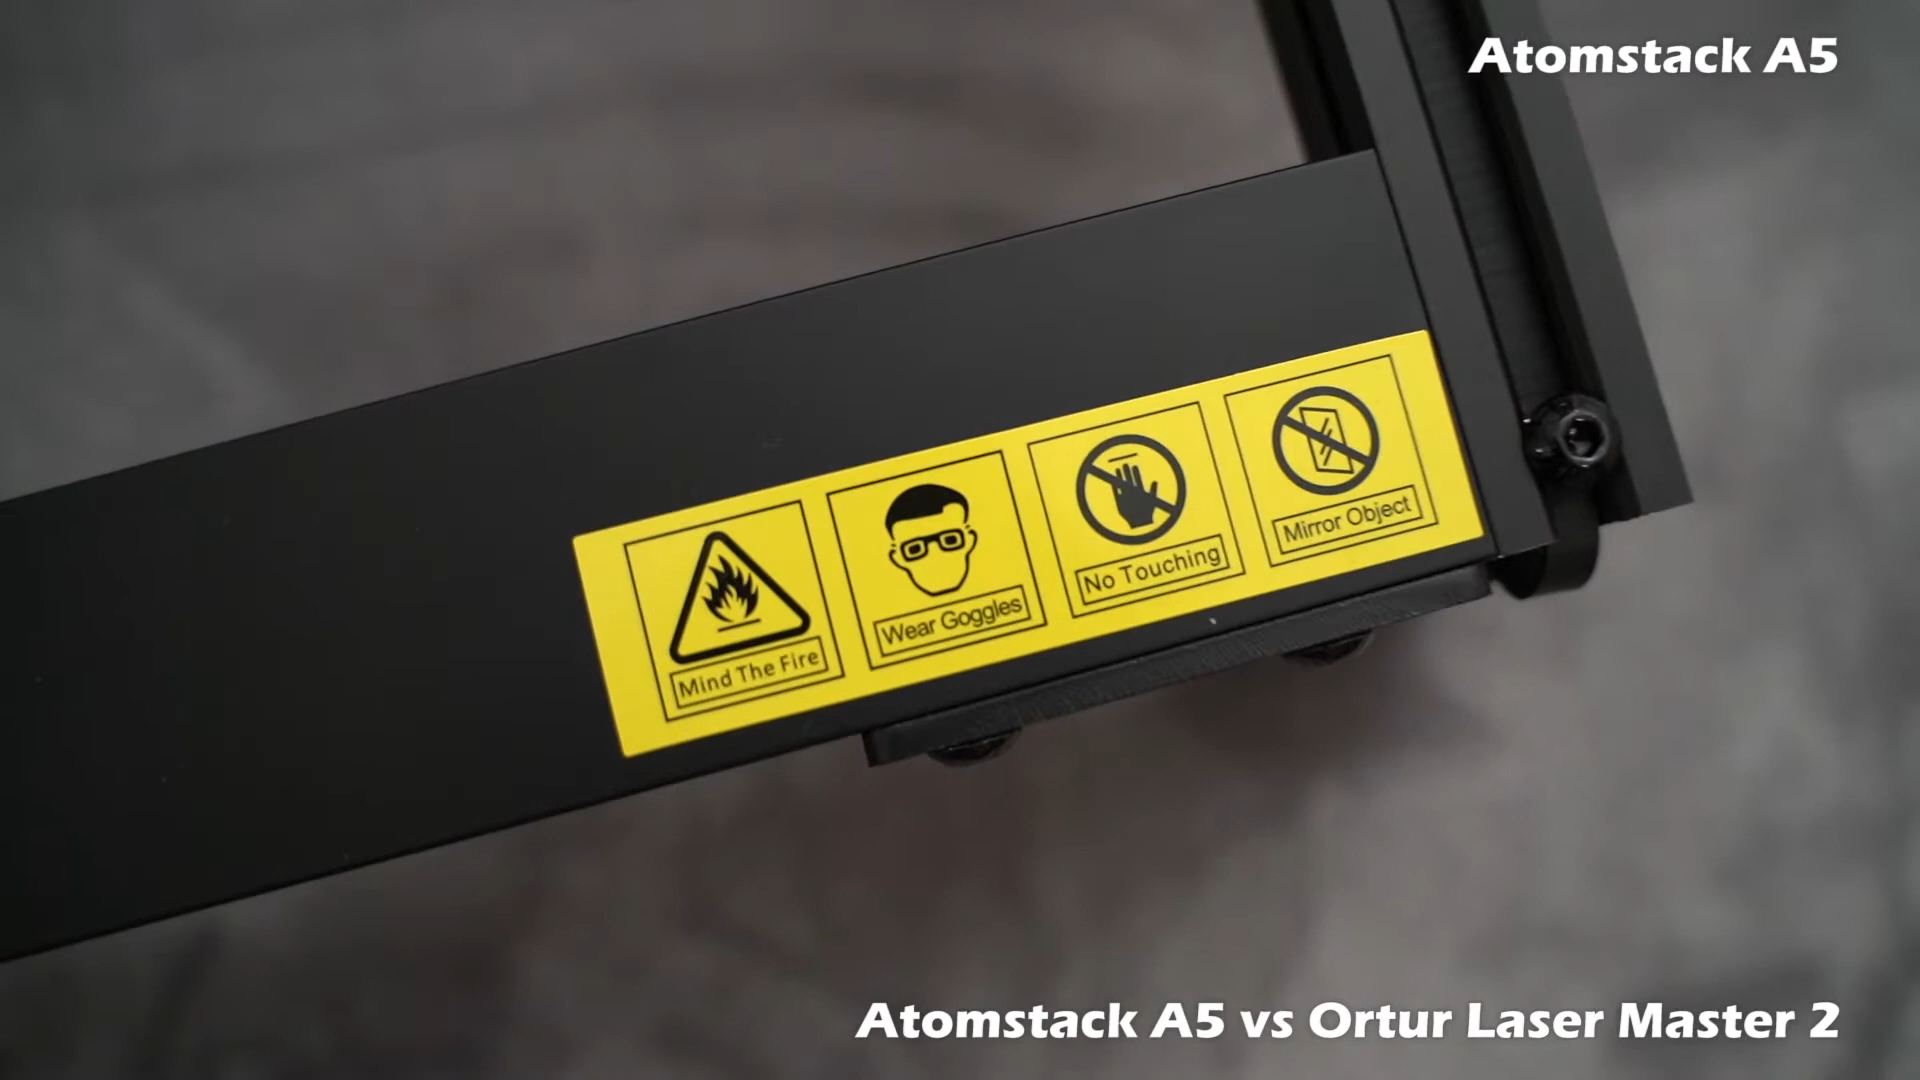 Atomstack A5
Mind The Fire
Wear Goggles
No Touching
Mirror Object
Atomstack A5 vs Ortur Laser Master 2